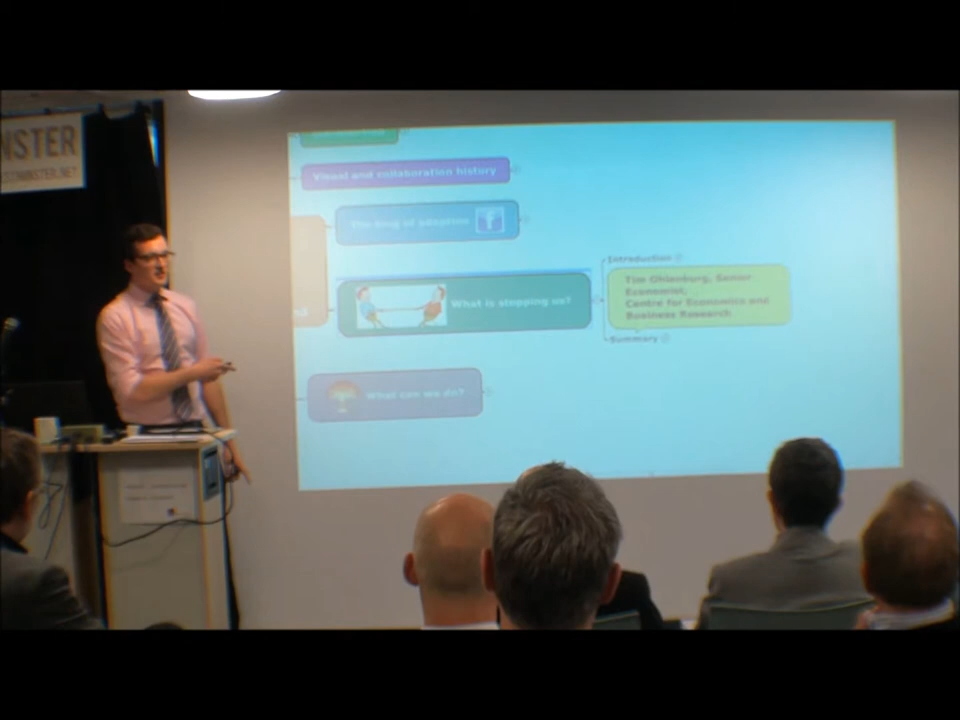 NSTER
Visual and collaboration history
The long of adoption
Introduction
Tim Ohlenburg, Senior
Economist,
Centre for Economics and
Business Research
What is stopping us?
Summary
What can we do?